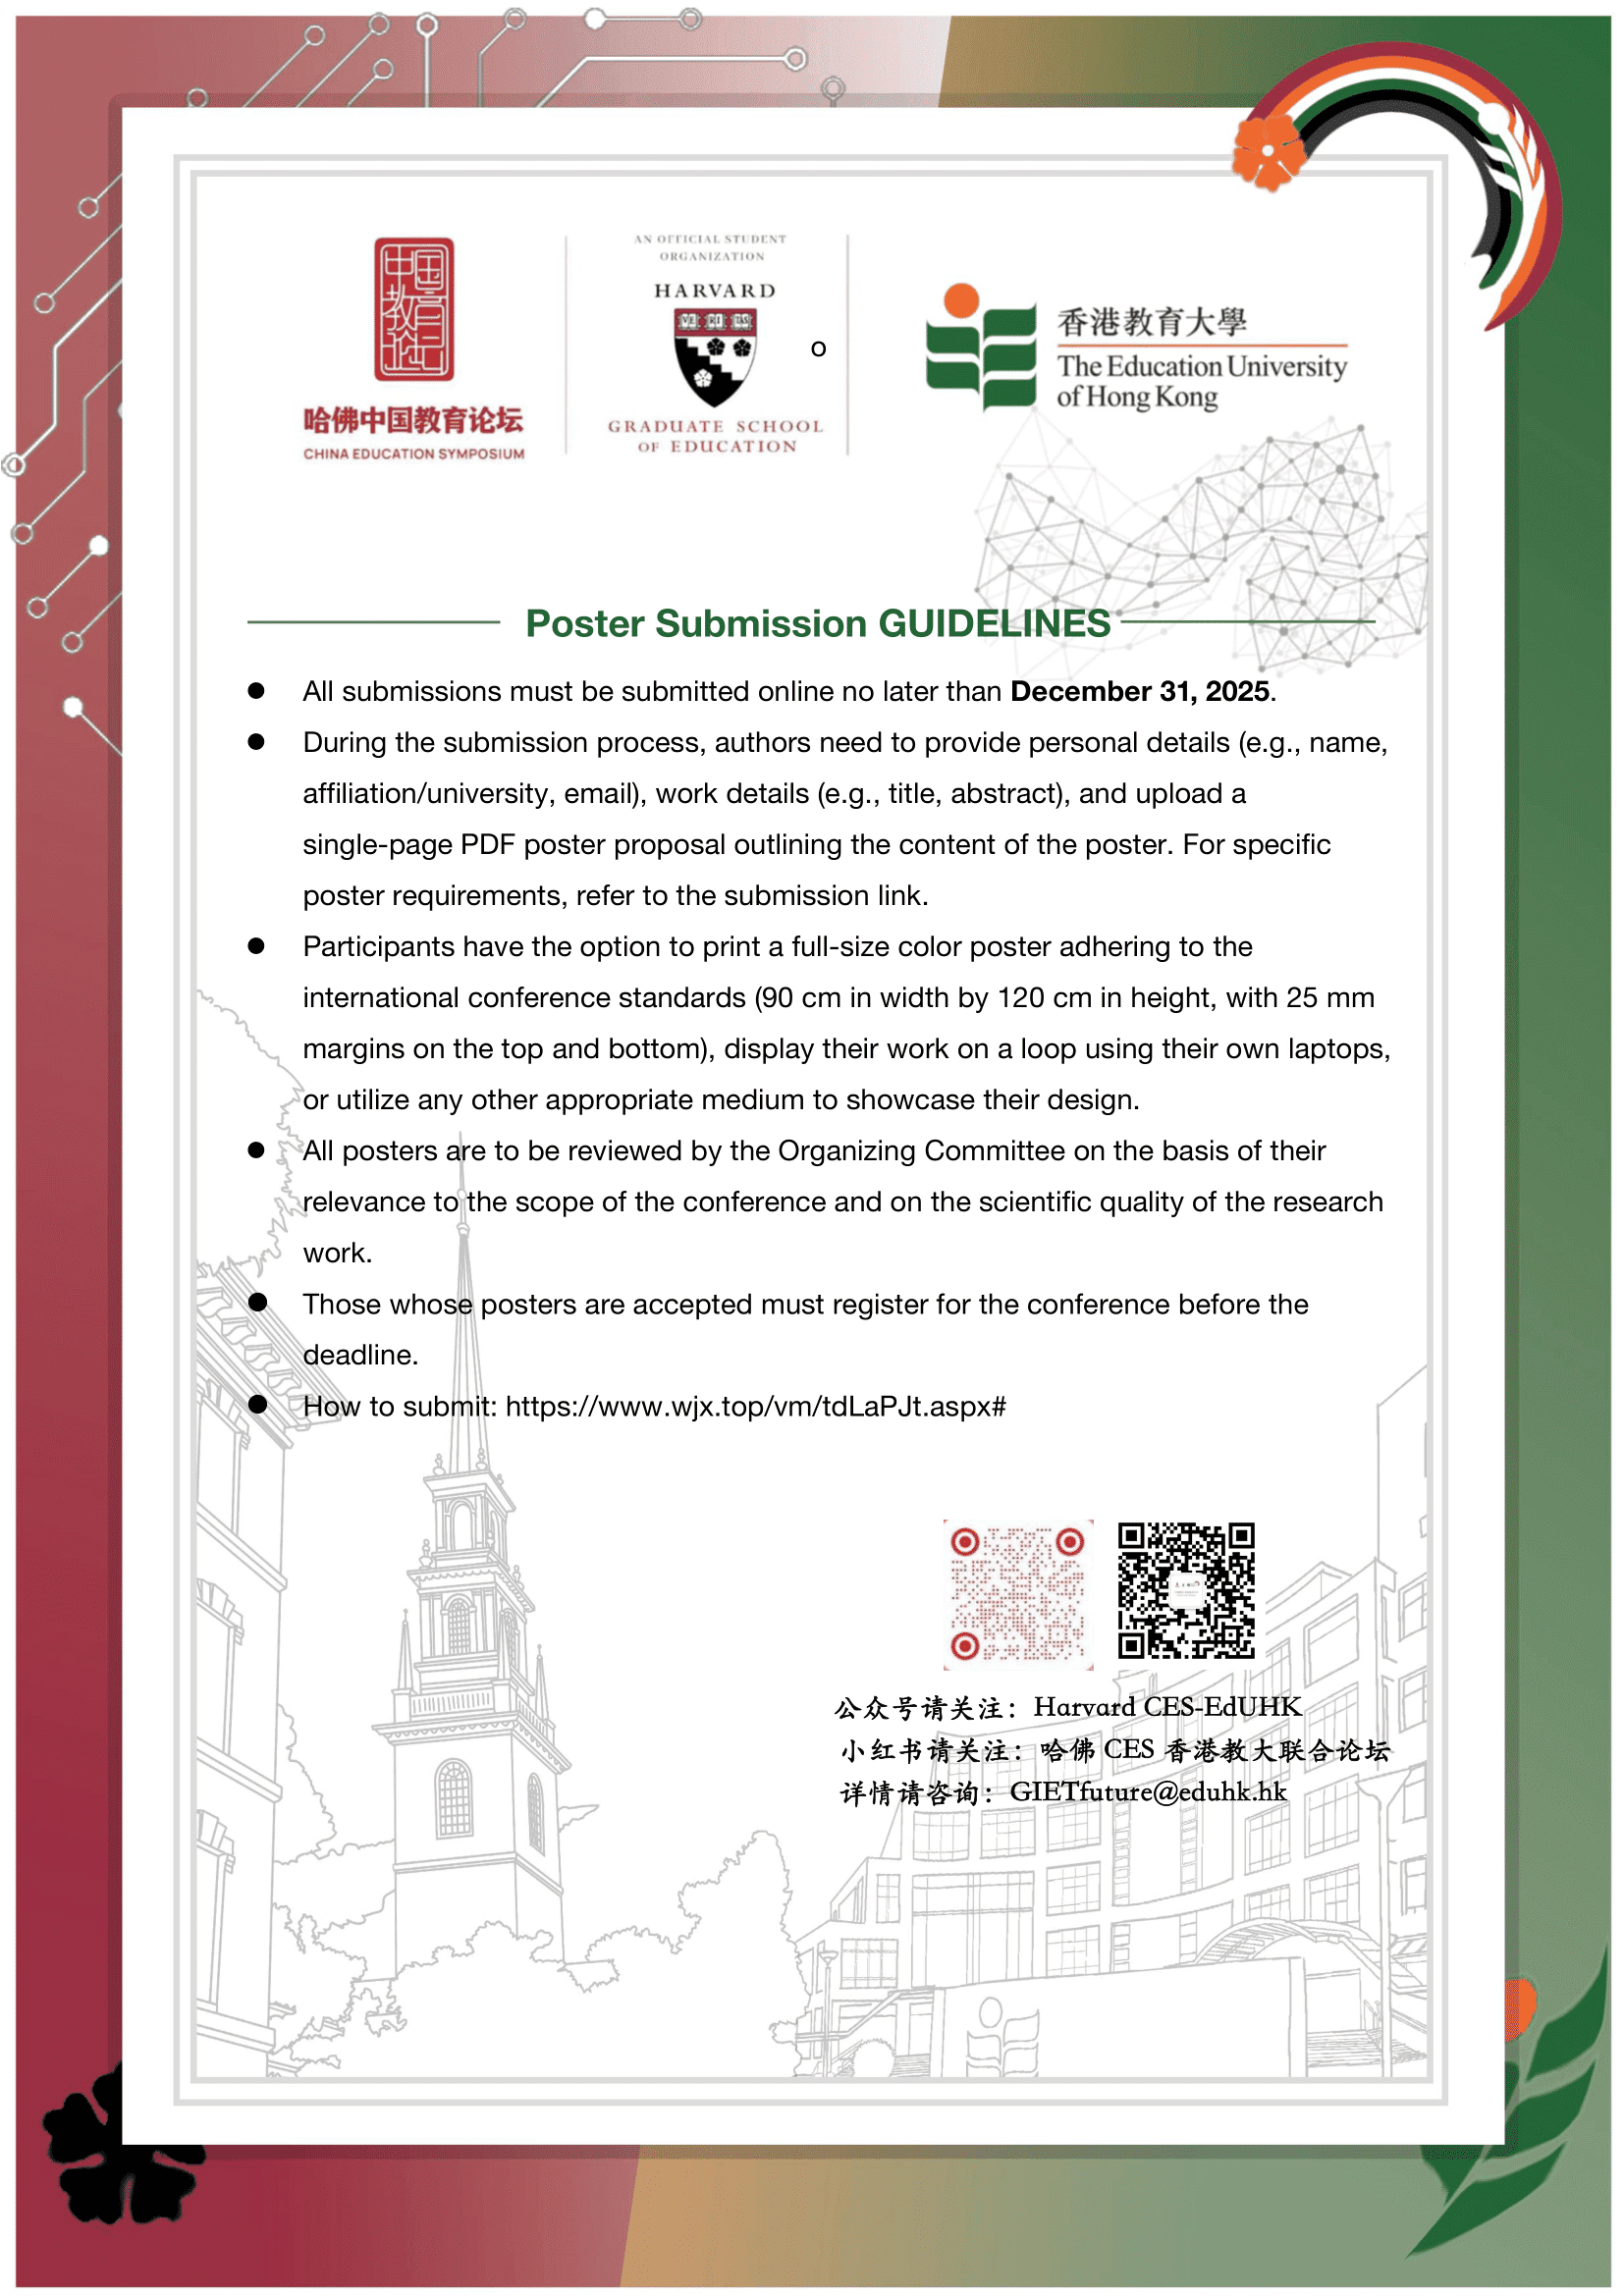 中国教育论坛
哈佛中国教育论坛
CHINA EDUCATION SYMPOSIUM
AN OFFICIAL STUDENT
ORGANIZATION
HARVARD
VE RI TAS
GRADUATE SCHOOL
OF EDUCATION
o
香港教育大學
The Education University
of Hong Kong
Poster Submission GUIDELINES
● All submissions must be submitted online no later than December 31, 2025.
● During the submission process, authors need to provide personal details (e.g., name,
affiliation/university, email), work details (e.g., title, abstract), and upload a
single-page PDF poster proposal outlining the content of the poster. For specific
poster requirements, refer to the submission link.
● Participants have the option to print a full-size color poster adhering to the
international conference standards (90 cm in width by 120 cm in height, with 25 mm
margins on the top and bottom), display their work on a loop using their own laptops,
or utilize any other appropriate medium to showcase their design.
● All posters are to be reviewed by the Organizing Committee on the basis of their
relevance to the scope of the conference and on the scientific quality of the research
work.
● Those whose posters are accepted must register for the conference before the
deadline.
● How to submit: https://www.wjx.top/vm/tdLaPJt.aspx#
公众号请关注：Harvard CES-EdUHK
小红书请关注：哈佛 CES 香港教大联合论坛
详情请咨询：GIETfuture@eduhk.hk